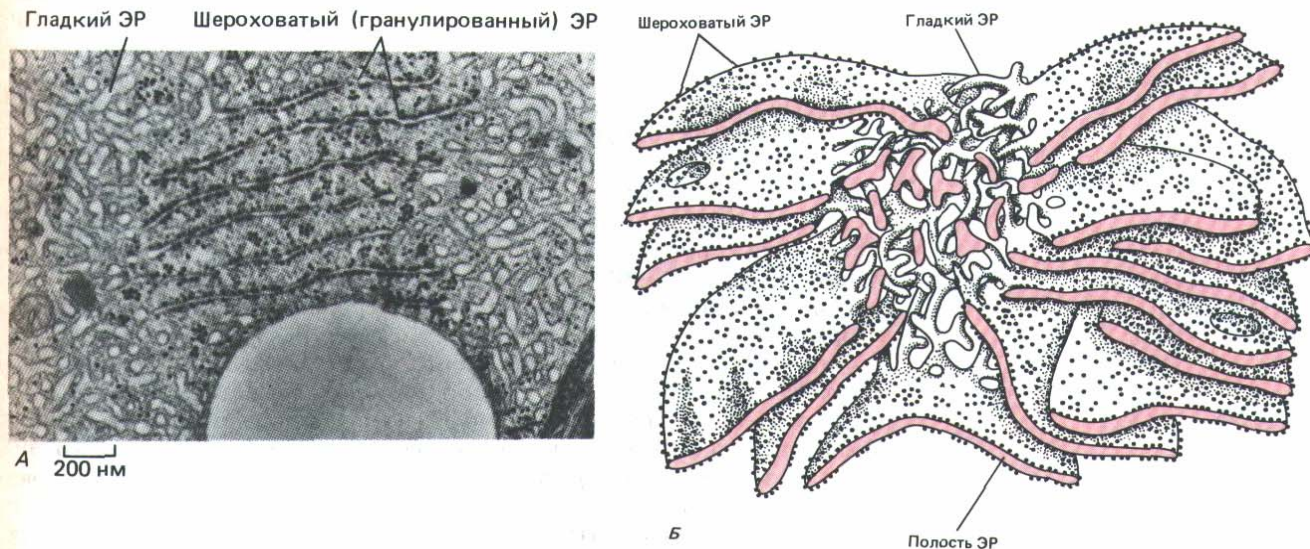 Гладкий ЭР
Шероховатый (гранулированный) ЭР
А
200 нм
Шероховатый ЭР
Гладкий ЭР
Б
Полость ЭР